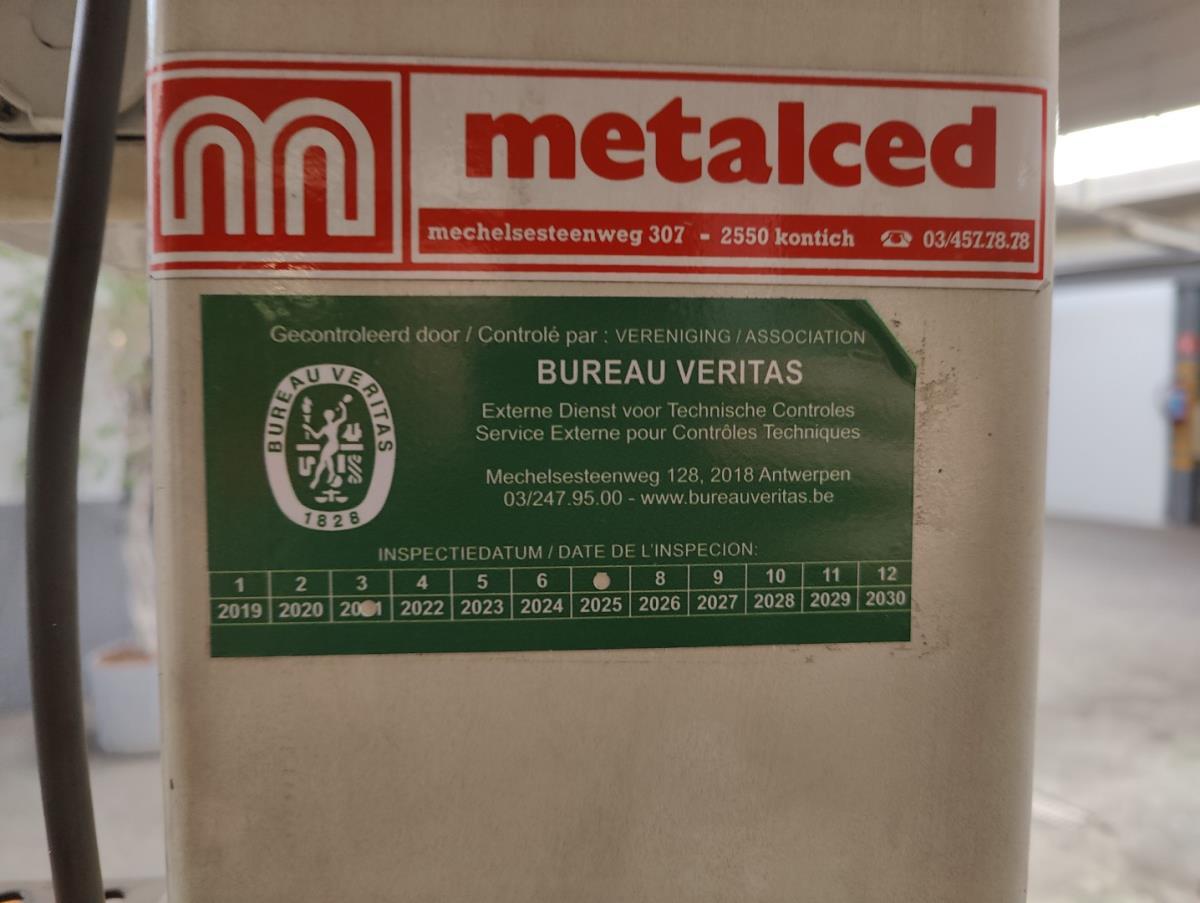 metalced
mechelsesteenweg 307 - 2550 kontich ☎ 03/457.78.78
Gecontroleerd door / Controlé par : VERENIGING / ASSOCIATION
BUREAU VERITAS
Externe Dienst voor Technische Controles
Service Externe pour Contrôles Techniques
Mechelsesteenweg 128, 2018 Antwerpen
03/247.95.00 - www.bureauveritas.be
BUREAU VERITAS
1828
INSPECTIEDATUM / DATE DE L'INSPECION:
1 2 3 4 5 6 8 9 10 11 12
2019 2020 2021 2022 2023 2024 2025 2026 2027 2028 2029 2030